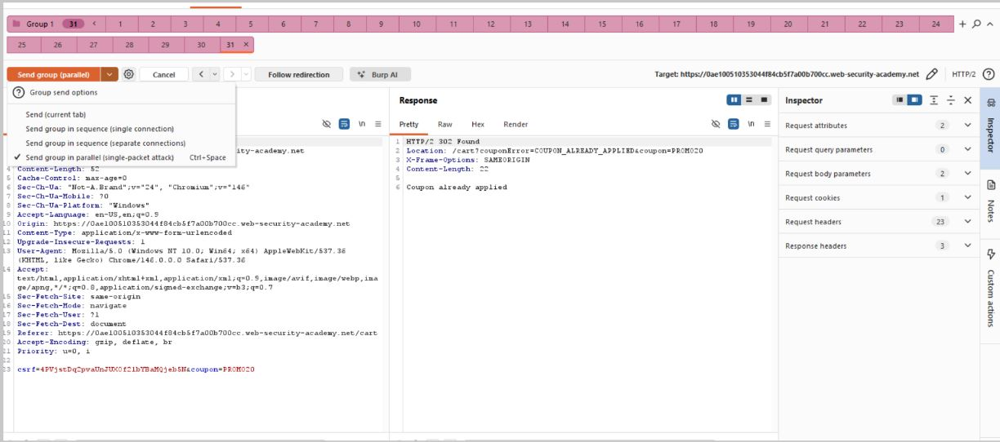 Group 1 31 < 1 2 3 4 5 6 7 8 9 10 11 12 13 14 15 16 17 18 19 20 21 22 23 24 +
25 26 27 28 29 30 31 ×
Send group (parallel) Cancel < > Follow redirection Burp AI Target: https://0ae100510353044f84cb5f7a00b700cc.web-security-academy.net HTTP/2
Group send options
Send (current tab)
Send group in sequence (single connection)
Send group in sequence (separate connections)
✓ Send group in parallel (single-packet attack) Ctrl+Space
ity-academy.net
4 Content-Length: 52
5 Cache-Control: max-age=0
6 Sec-Ch-Ua: "Not-A.Brand";v="24", "Chromium";v="146"
7 Sec-Ch-Ua-Mobile: ?0
8 Sec-Ch-Ua-Platform: "Windows"
9 Accept-Language: en-US,en;q=0.9
10 Origin: https://0ae100510353044f84cb5f7a00b700cc.web-security-academy.net
11 Content-Type: application/x-www-form-urlencoded
12 Upgrade-Insecure-Requests: 1
13 User-Agent: Mozilla/5.0 (Windows NT 10.0; Win64; x64) AppleWebKit/537.36
(KHTML, like Gecko) Chrome/146.0.0.0 Safari/537.36
14 Accept:
text/html,application/xhtml+xml,application/xml;q=0.9,image/avif,image/webp,ima
ge/apng,*/*;q=0.8,application/signed-exchange;v=b3;q=0.7
15 Sec-Fetch-Site: same-origin
16 Sec-Fetch-Mode: navigate
17 Sec-Fetch-User: ?1
18 Sec-Fetch-Dest: document
19 Referer: https://0ae100510353044f84cb5f7a00b700cc.web-security-academy.net/cart
20 Accept-Encoding: gzip, deflate, br
21 Priority: u=0, i
22
23 csrf=4PVjstDqCpvaUnJUXOf2lbYBaMQjeb5N&coupon=PROMO20
\n
Response
Pretty Raw Hex Render \n
1 HTTP/2 302 Found
2 Location: /cart?couponError=COUPON_ALREADY_APPLIED&coupon=PROMO20
3 X-Frame-Options: SAMEORIGIN
4 Content-Length: 22
5
6 Coupon already applied
Inspector
Request attributes 2
Request query parameters 0
Request body parameters 2
Request cookies 1
Request headers 23
Response headers 3
Inspector
Notes
Custom actions